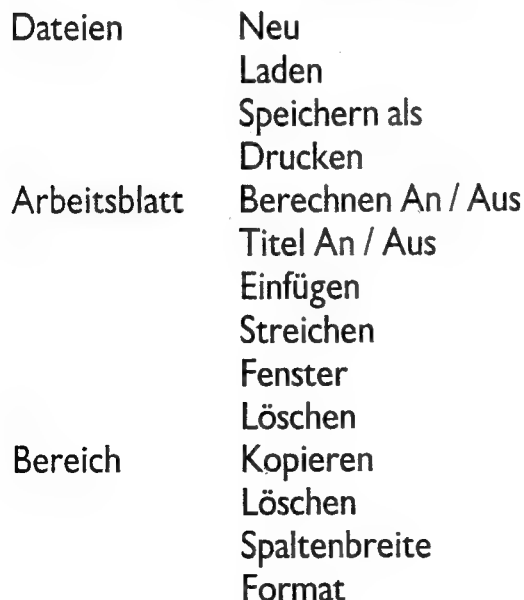 Dateien Neu
Laden
Speichern als
Drucken
Arbeitsblatt Berechnen An / Aus
Titel An / Aus
Einfügen
Streichen
Fenster
Löschen
Bereich Kopieren
Löschen
Spaltenbreite
Format